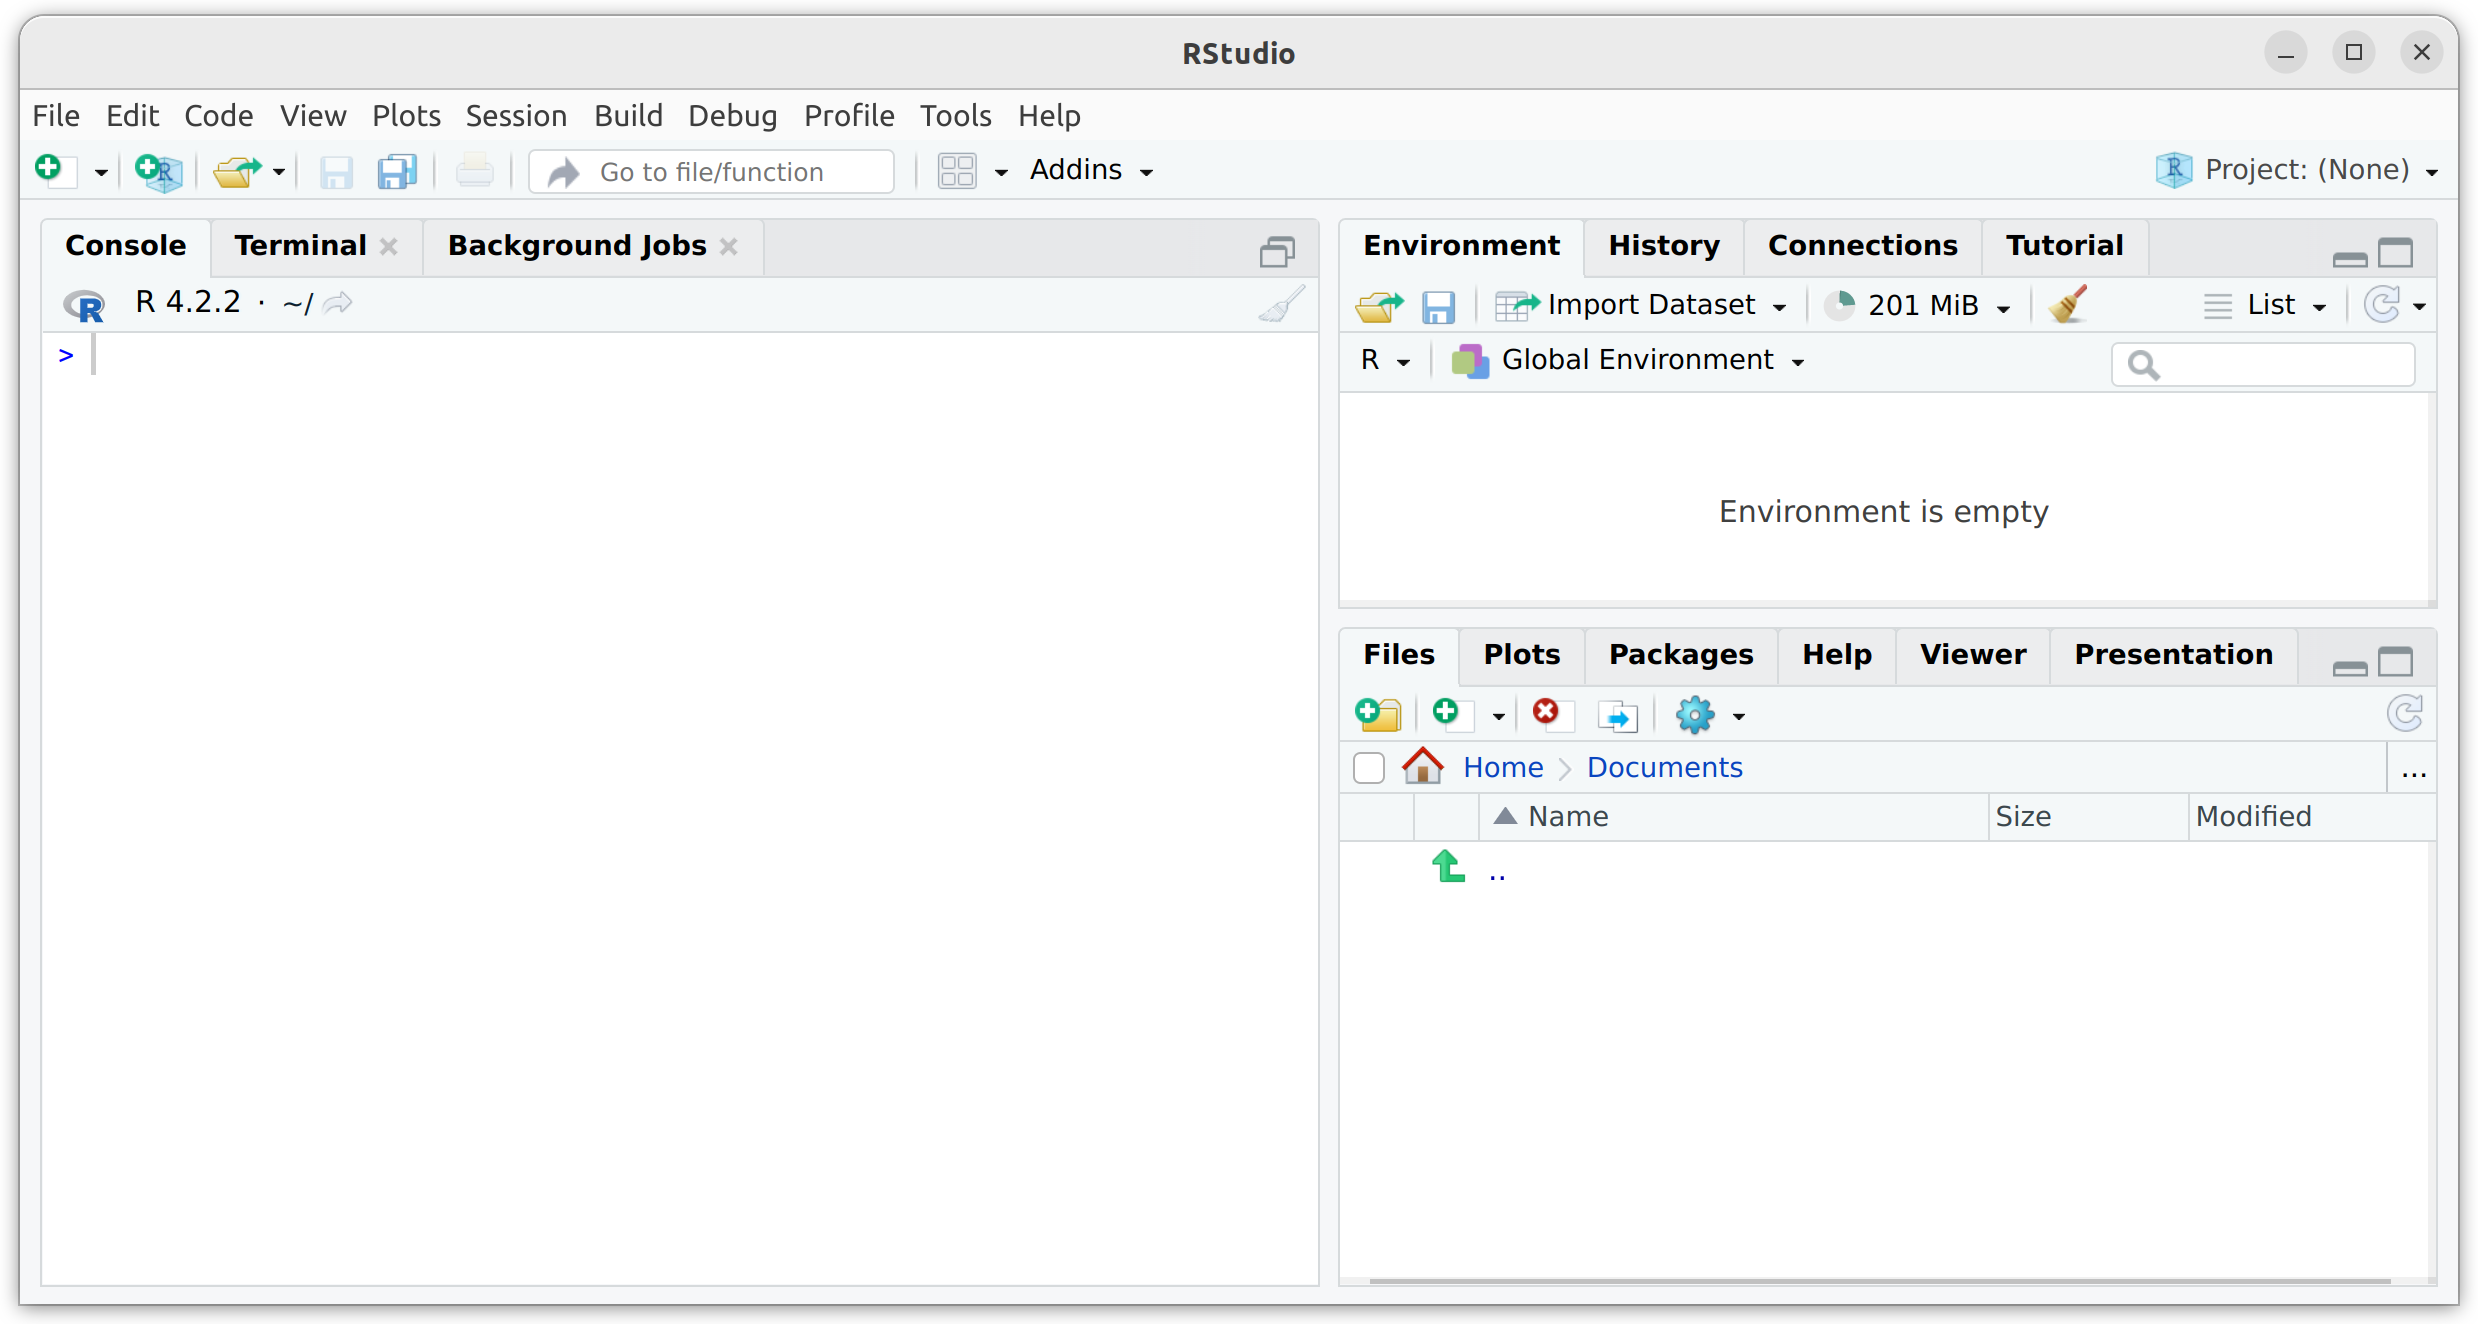 RStudio
File Edit Code View Plots Session Build Debug Profile Tools Help
Go to file/function Addins Project: (None)
Console Terminal Background Jobs
R 4.2.2 · ~/
>
Environment History Connections Tutorial
Import Dataset 201 MiB List
R Global Environment
Environment is empty
Files Plots Packages Help Viewer Presentation
Home Documents ...
Name Size Modified
..